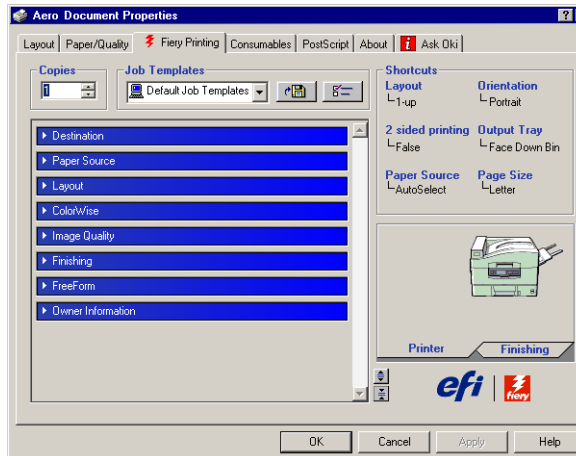 Aero Document Properties
?
Layout Paper/Quality Fiery Printing Consumables PostScript About i Ask Oki
Copies
1
Job Templates
Default Job Templates
Destination
Paper Source
Layout
ColorWise
Image Quality
Finishing
FreeForm
Owner Information
Shortcuts
Layout Orientation
1-up Portrait
2 sided printing Output Tray
False Face Down Bin
Paper Source Page Size
AutoSelect Letter
Printer Finishing
efi fiery
OK Cancel Apply Help